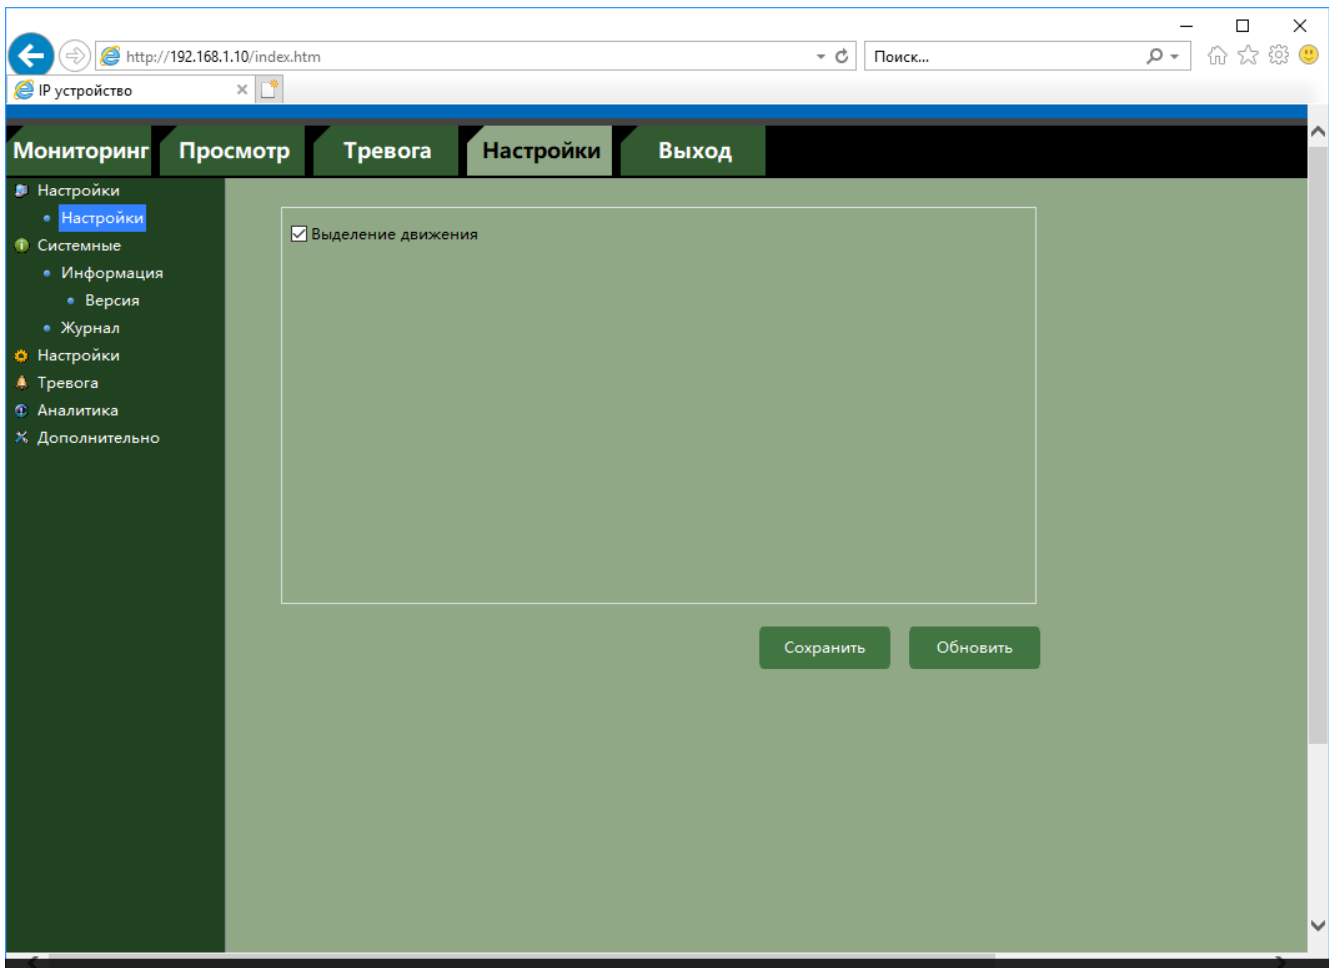 http://192.168.1.10/index.htm
Поиск...
IP устройство
Мониторинг Просмотр Тревога Настройки Выход
Настройки
Настройки
Системные
Информация
Версия
Журнал
Настройки
Тревога
Аналитика
Дополнительно
Выделение движения
Сохранить Обновить